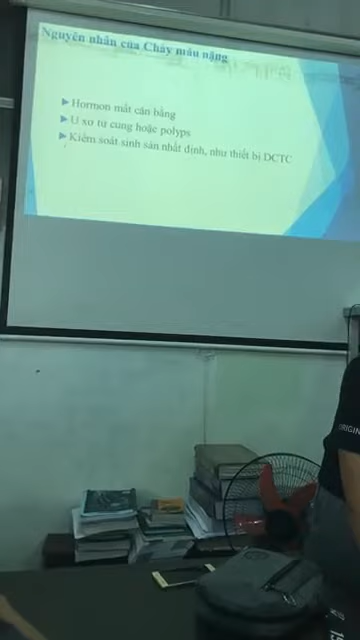 Nguyên nhân của Chảy máu nặng
Hormon mất cân bằng
U xơ tử cung hoặc polyps
Kiểm soát sinh sản nhất định, như thiết bị DCTC
ORIGIN